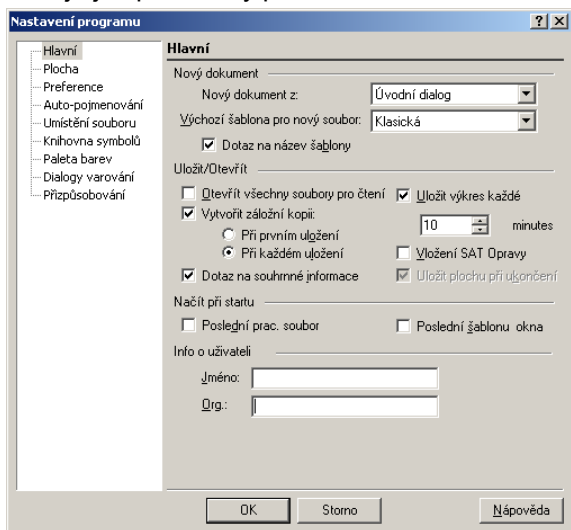 Nastavení programu
Hlavní
Plocha
Preference
Auto-pojmenování
Umístění souboru
Knihovna symbolů
Paleta barev
Dialogy varování
Přizpůsobování
Hlavní
Nový dokument
Nový dokument z: Úvodní dialog
Výchozí šablona pro nový soubor: Klasická
Dotaz na název šablony
Uložit/Otevřít
Otevřít všechny soubory pro čtení Uložit výkres každé
Vytvořit záložní kopii: 10 minutes
Při prvním uložení
Při každém uložení Vložení SAT Opravy
Dotaz na souhrnné informace Uložit plochu při ukončení
Načít při startu
Poslední prac. soubor Poslední šablonu okna
Info o uživateli
Jméno:
Org.:
OK Storno Nápověda